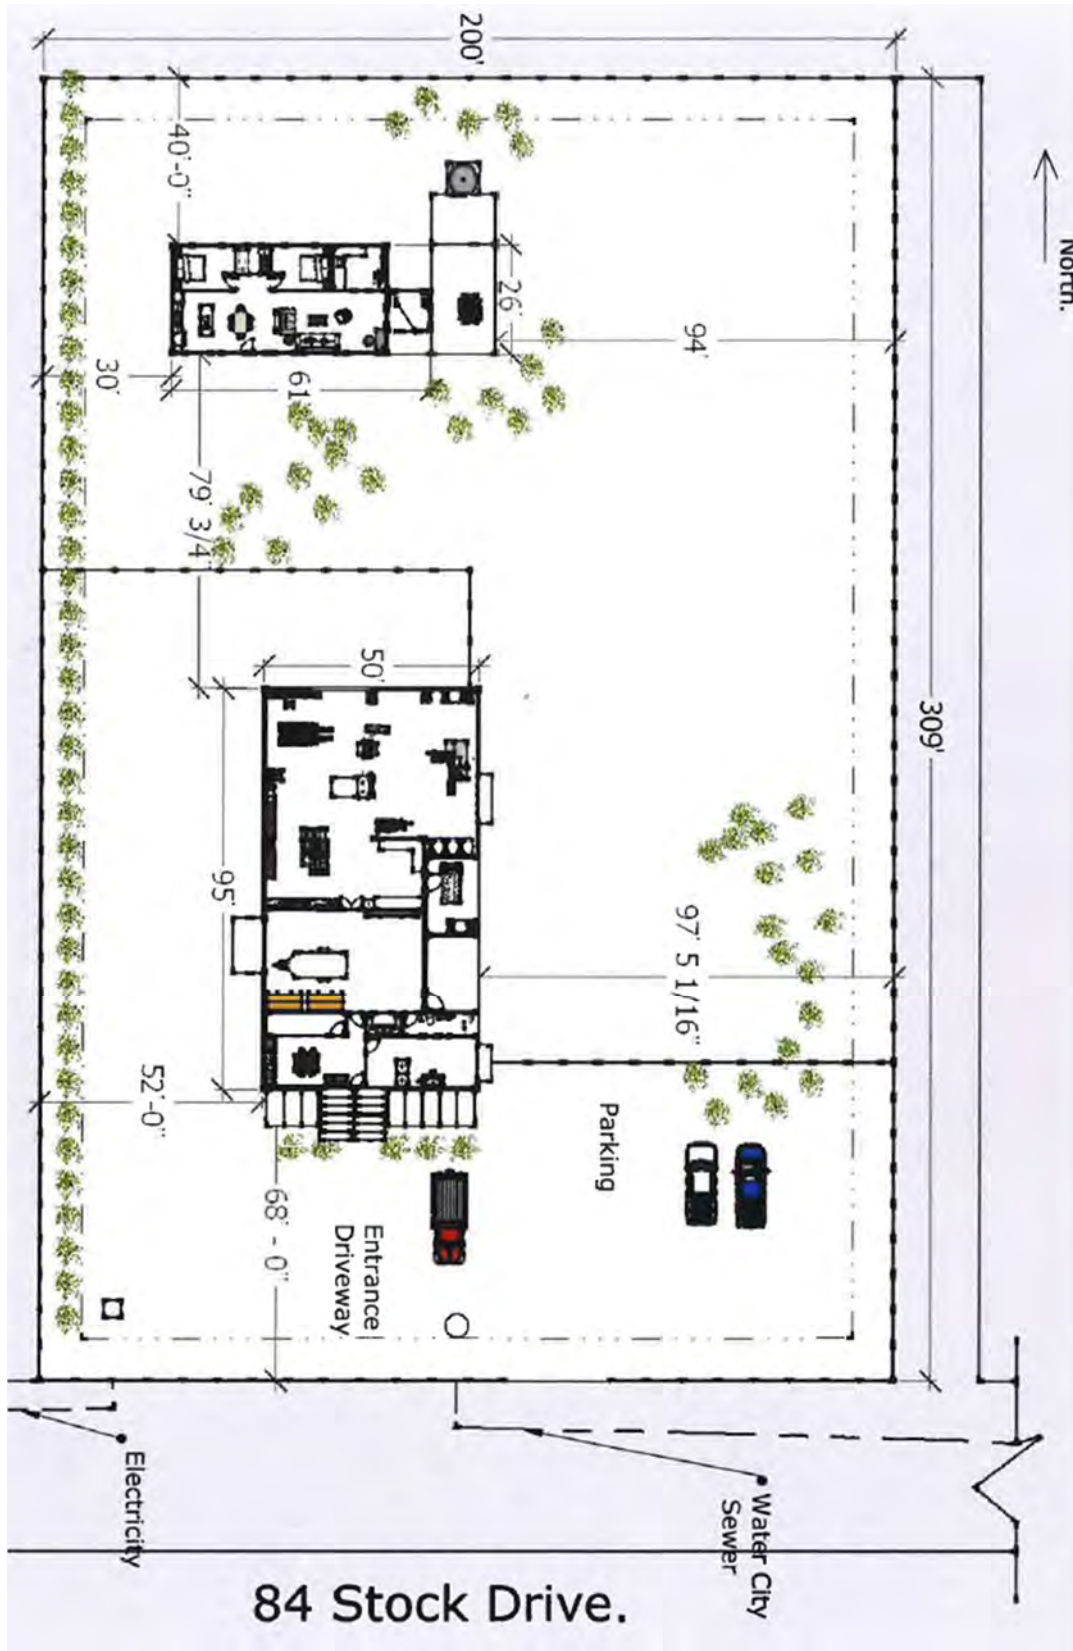 200'
North.
40'-0"
26'
94'
30'
61'
79' 3/4"
309'
50'
95'
97' 5 1/16"
52'-0"
Parking
68' - 0"
Entrance
Driveway
Electricity
Water City
Sewer
84 Stock Drive.